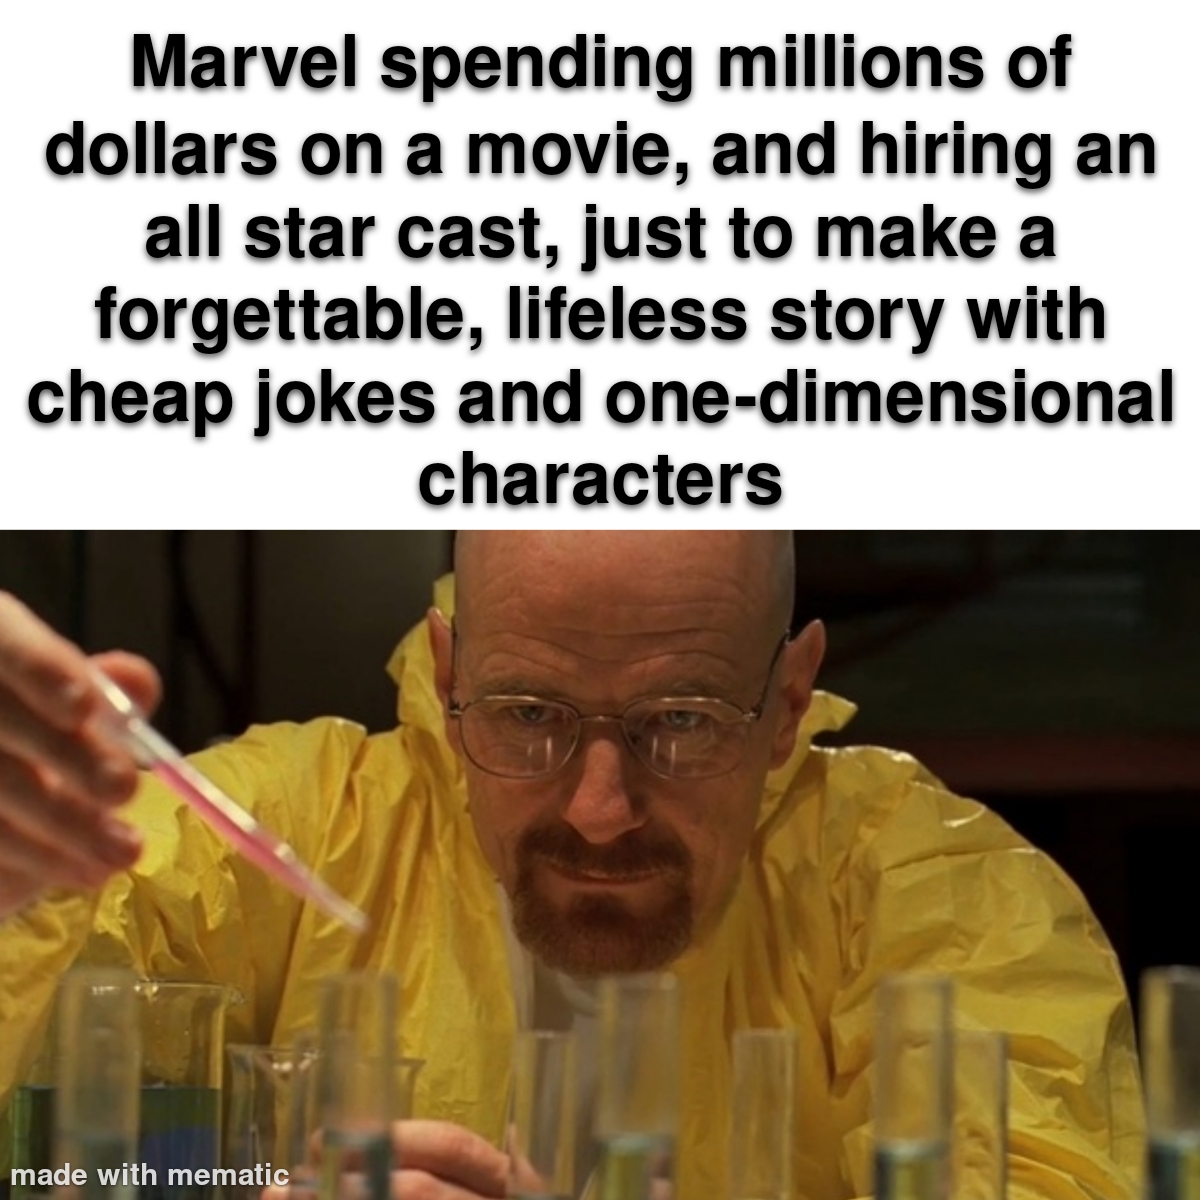 Marvel spending millions of
dollars on a movie, and hiring an
all star cast, just to make a
forgettable, lifeless story with
cheap jokes and one-dimensional
characters
made with mematic